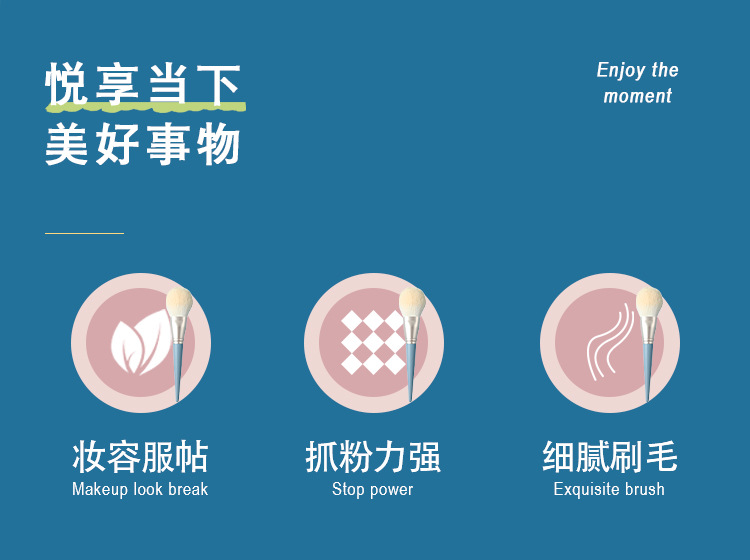 悦享当下
美好事物
Enjoy the
moment
妆容服帖
Makeup look break
抓粉力强
Stop power
细腻刷毛
Exquisite brush